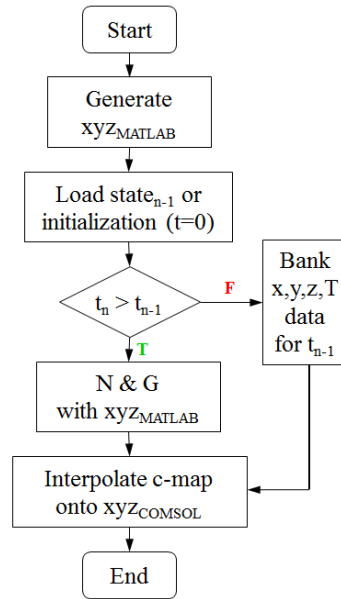 Start
Generate
xyzMATLAB
Load staten-1 or
initialization (t=0)
tn > tn-1
F
T
Bank
x,y,z,T
data
for tn-1
N & G
with xyzMATLAB
Interpolate c-map
onto xyzCOMSOL
End